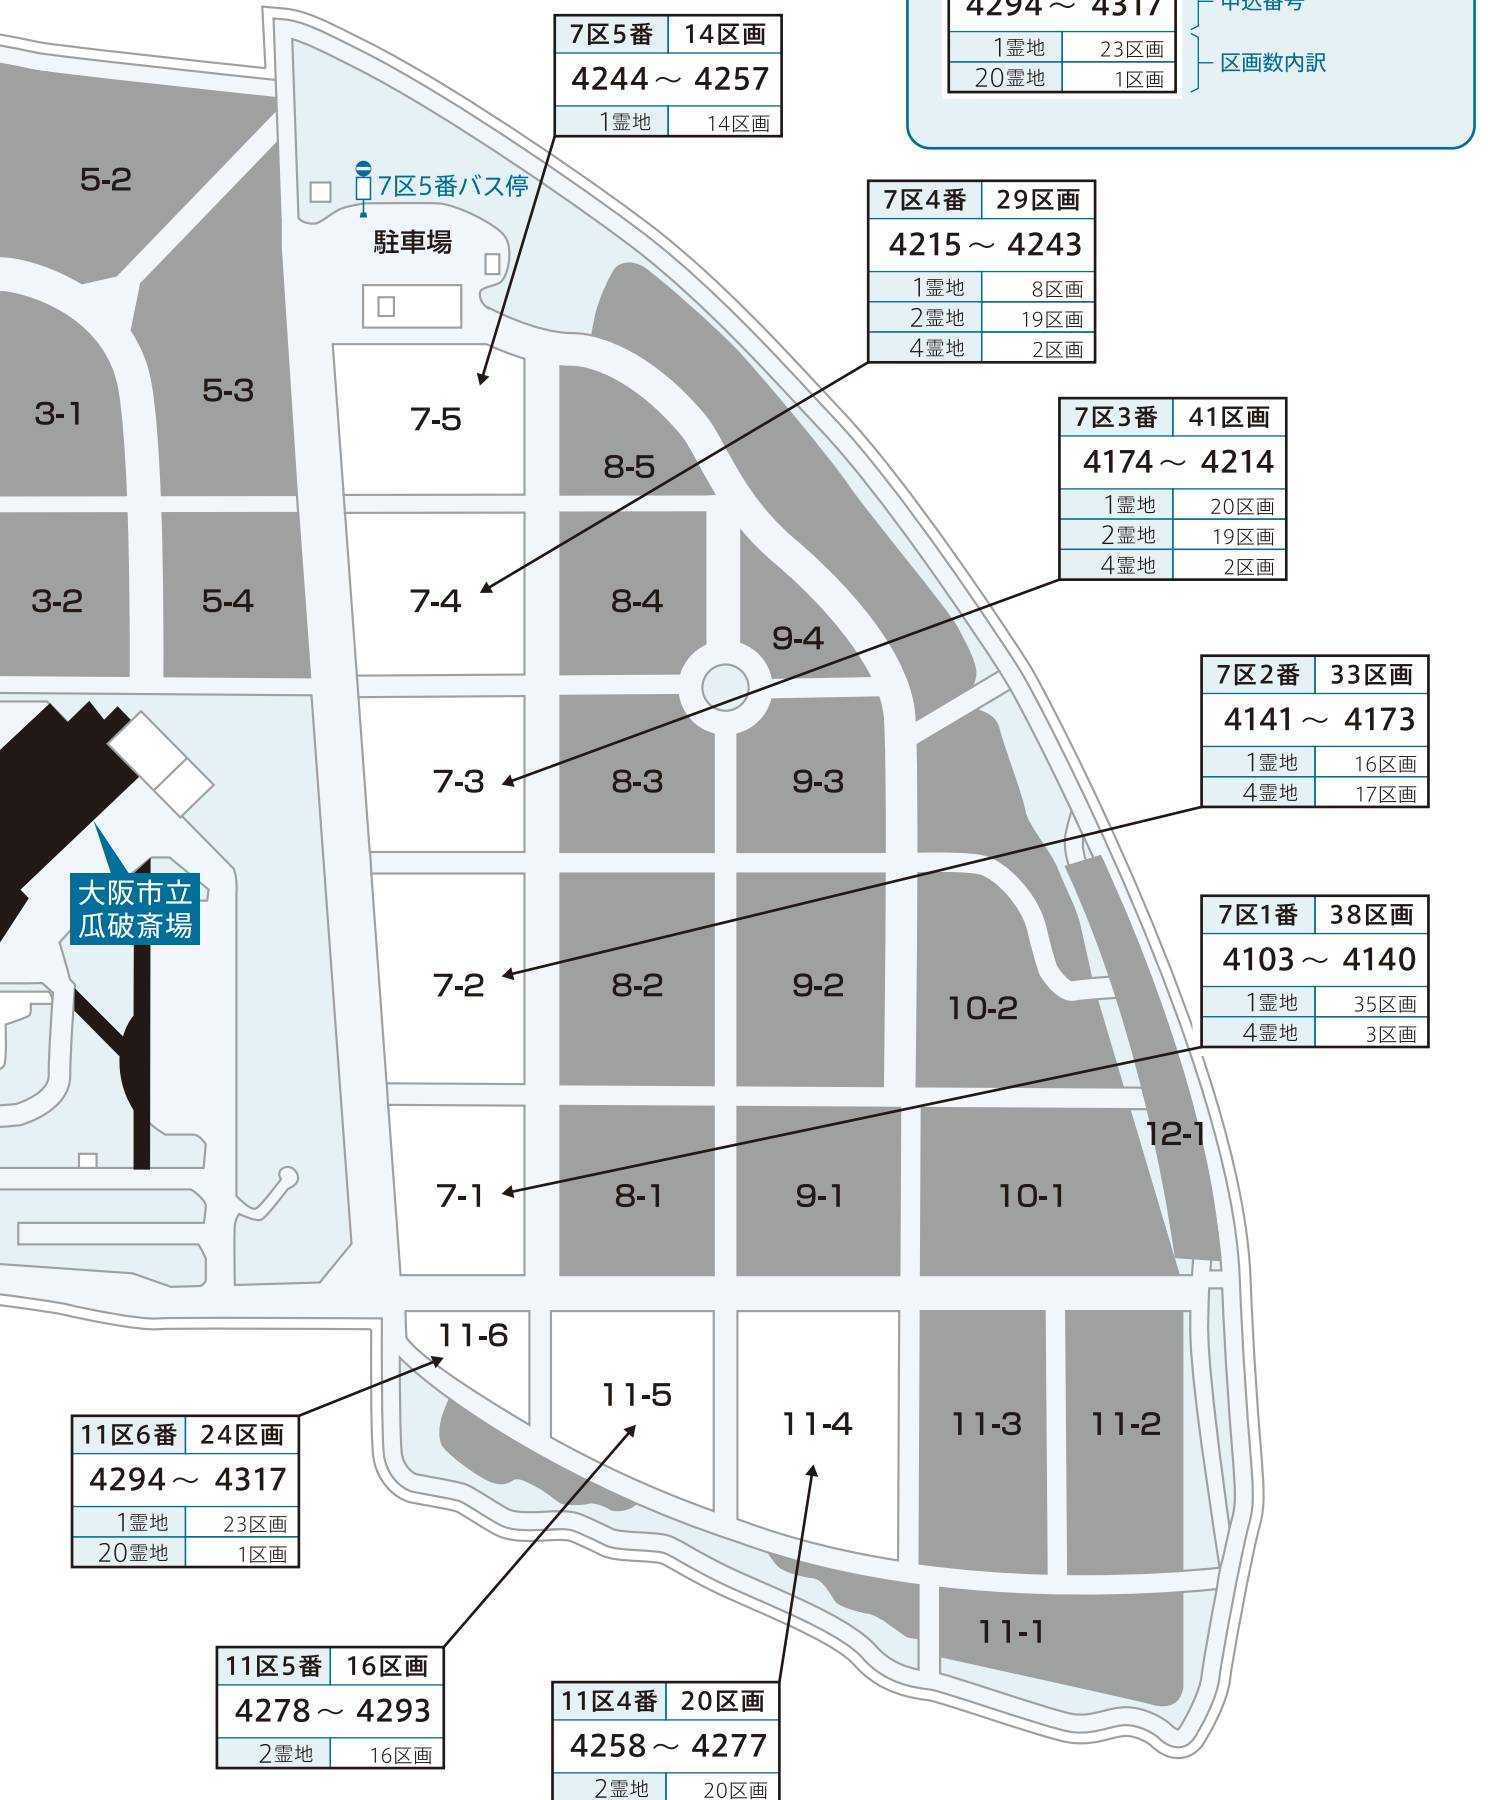 4294～ 4317
申込番号
1霊地 23区画
20霊地 1区画
区画数内訳
7区5番 14区画
4244～ 4257
1霊地 14区画
7区4番 29区画
4215～ 4243
1霊地 8区画
2霊地 19区画
4霊地 2区画
7区3番 41区画
4174～ 4214
1霊地 20区画
2霊地 19区画
4霊地 2区画
7区2番 33区画
4141～ 4173
1霊地 16区画
4霊地 17区画
7区1番 38区画
4103～ 4140
1霊地 35区画
4霊地 3区画
5-2
7区5番バス停
駐車場
3-1
5-3
7-5
8-5
3-2
5-4
7-4
8-4
9-4
7-3
8-3
9-3
大阪市立
瓜破斎場
7-2
8-2
9-2
10-2
12-1
7-1
8-1
9-1
10-1
11-6
11-5
11-4
11-3
11-2
11-1
11区6番 24区画
4294～ 4317
1霊地 23区画
20霊地 1区画
11区5番 16区画
4278～ 4293
2霊地 16区画
11区4番 20区画
4258～ 4277
2霊地 20区画